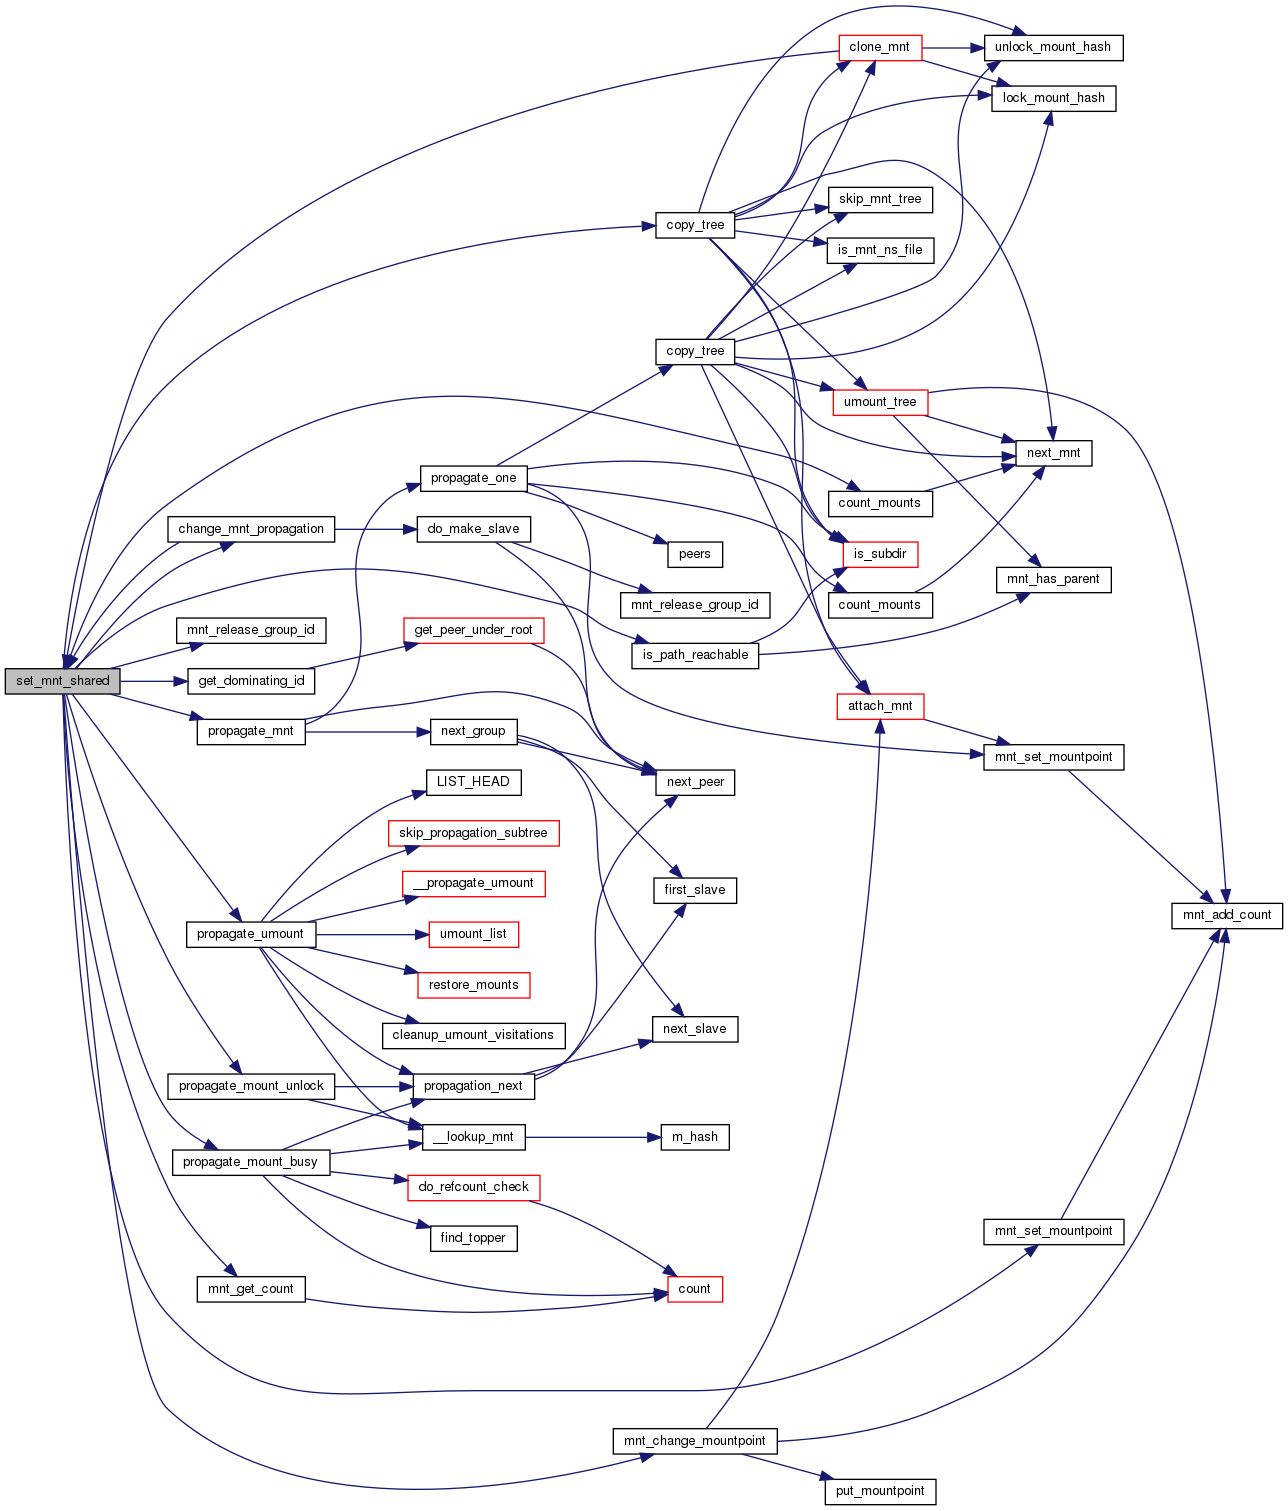 clone_mnt
unlock_mount_hash
lock_mount_hash
skip_mnt_tree
copy_tree
is_mnt_ns_file
copy_tree
umount_tree
next_mnt
propagate_one
count_mounts
change_mnt_propagation
do_make_slave
peers
is_subdir
mnt_has_parent
mnt_release_group_id
count_mounts
mnt_release_group_id
get_peer_under_root
is_path_reachable
set_mnt_shared
get_dominating_id
attach_mnt
propagate_mnt
next_group
mnt_set_mountpoint
LIST_HEAD
next_peer
skip_propagation_subtree
__propagate_umount
first_slave
mnt_add_count
propagate_umount
umount_list
restore_mounts
cleanup_umount_visitations
next_slave
propagate_mount_unlock
propagation_next
__lookup_mnt
m_hash
propagate_mount_busy
do_refcount_check
find_topper
mnt_set_mountpoint
mnt_get_count
count
mnt_change_mountpoint
put_mountpoint